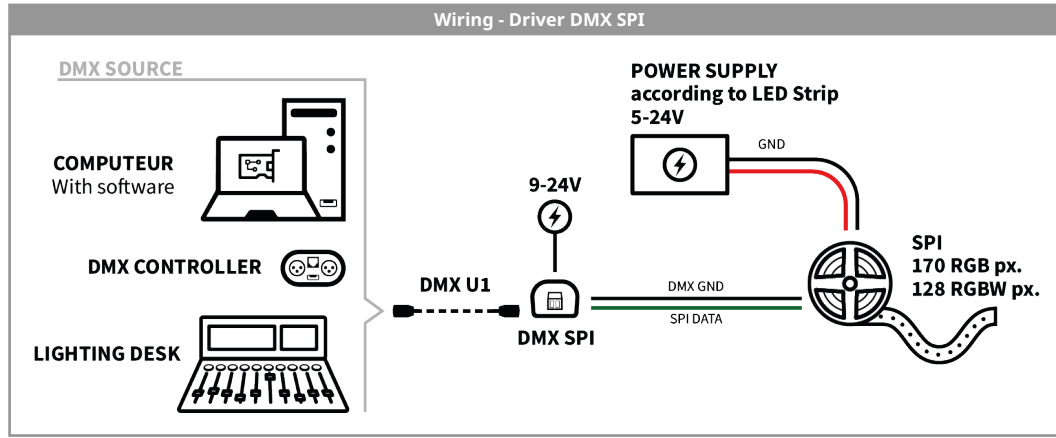 Wiring - Driver DMX SPI
DMX SOURCE
COMPUTEUR
With software
DMX CONTROLLER
LIGHTING DESK
DMX U1
9-24V
DMX SPI
POWER SUPPLY
according to LED Strip
5-24V
GND
DMX GND
SPI DATA
SPI
170 RGB px.
128 RGBW px.